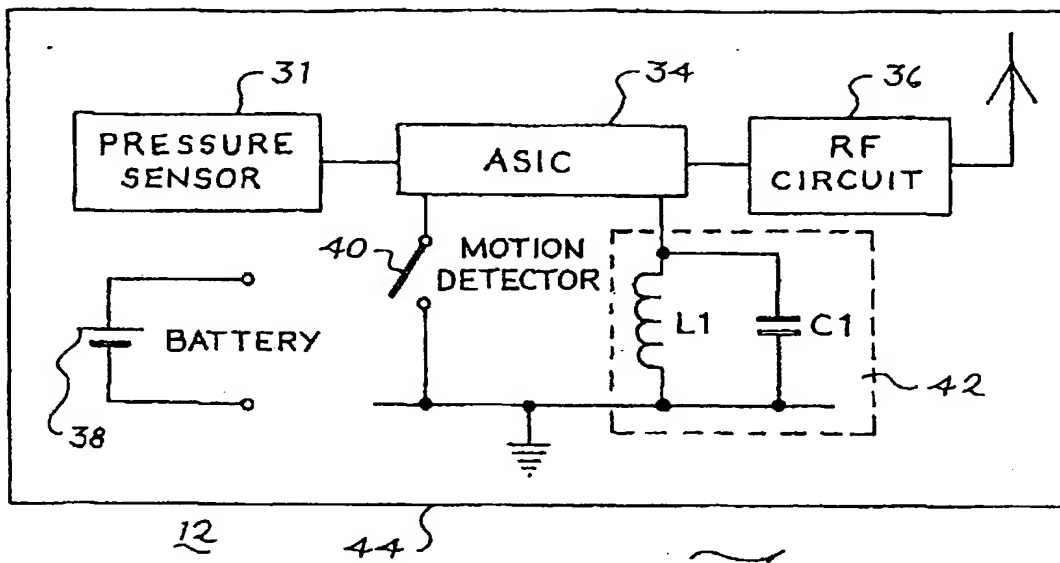 31
34
36
PRESSURE
SENSOR
ASIC
RF
CIRCUIT
40
MOTION
DETECTOR
BATTERY
L1
C1
42
38
12
44